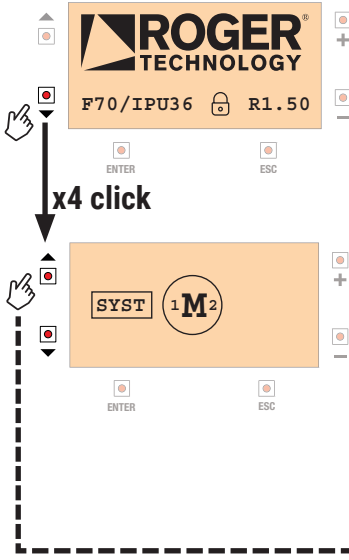 ROGER®
TECHNOLOGY
+
F70/IPU36 R1.50
−
ENTER ESC
x4 click
+
SYST 1M2
−
ENTER ESC